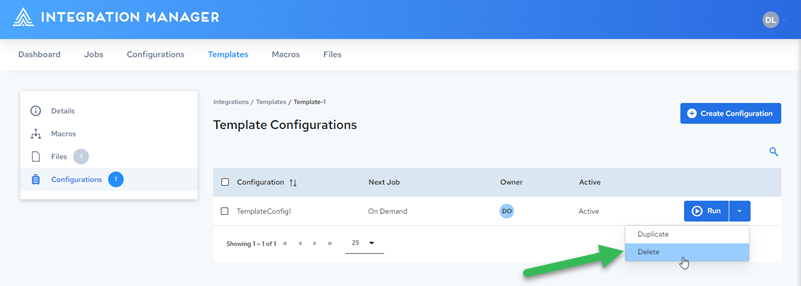 INTEGRATION MANAGER
DL
Dashboard Jobs Configurations Templates Macros Files
Details
Macros
Files 1
Configurations 1
Integrations / Templates / Template-1
Template Configurations
Create Configuration
Configuration Next Job Owner Active
TemplateConfig1 On Demand DO Active Run
Showing 1 – 1 of 1 25
Duplicate
Delete